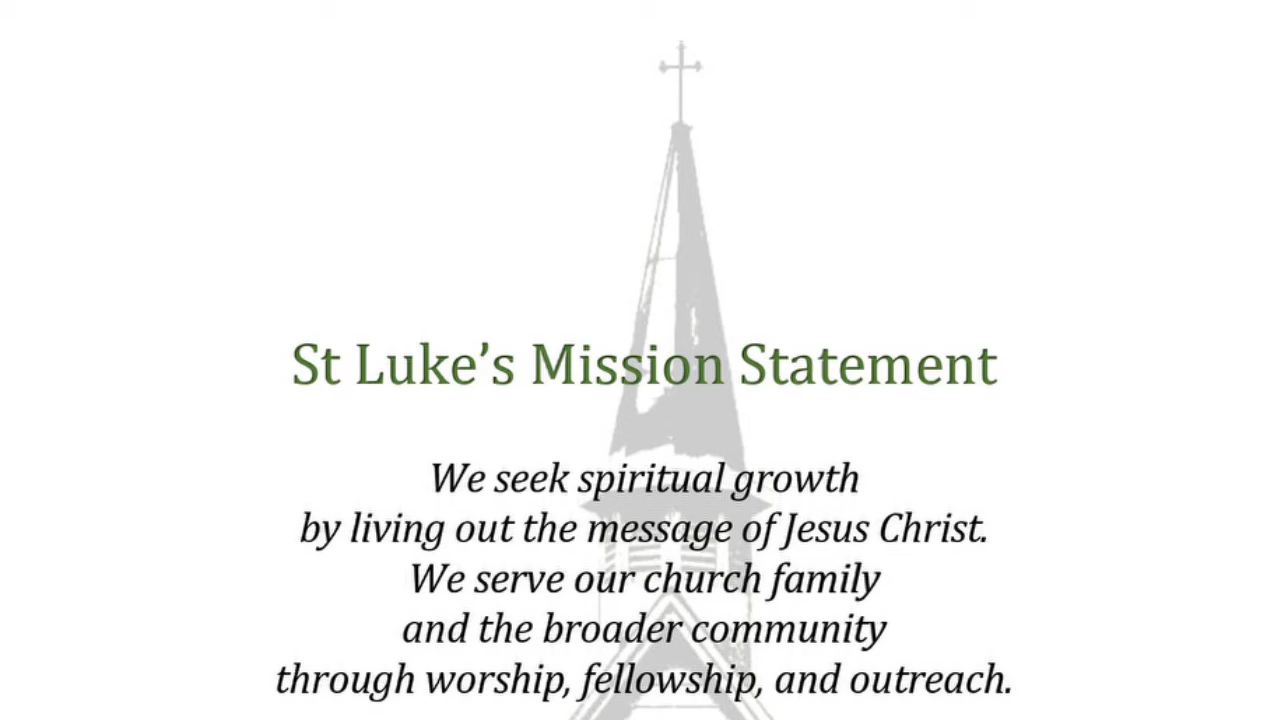 St Luke’s Mission Statement
We seek spiritual growth
by living out the message of Jesus Christ.
We serve our church family
and the broader community
through worship, fellowship, and outreach.